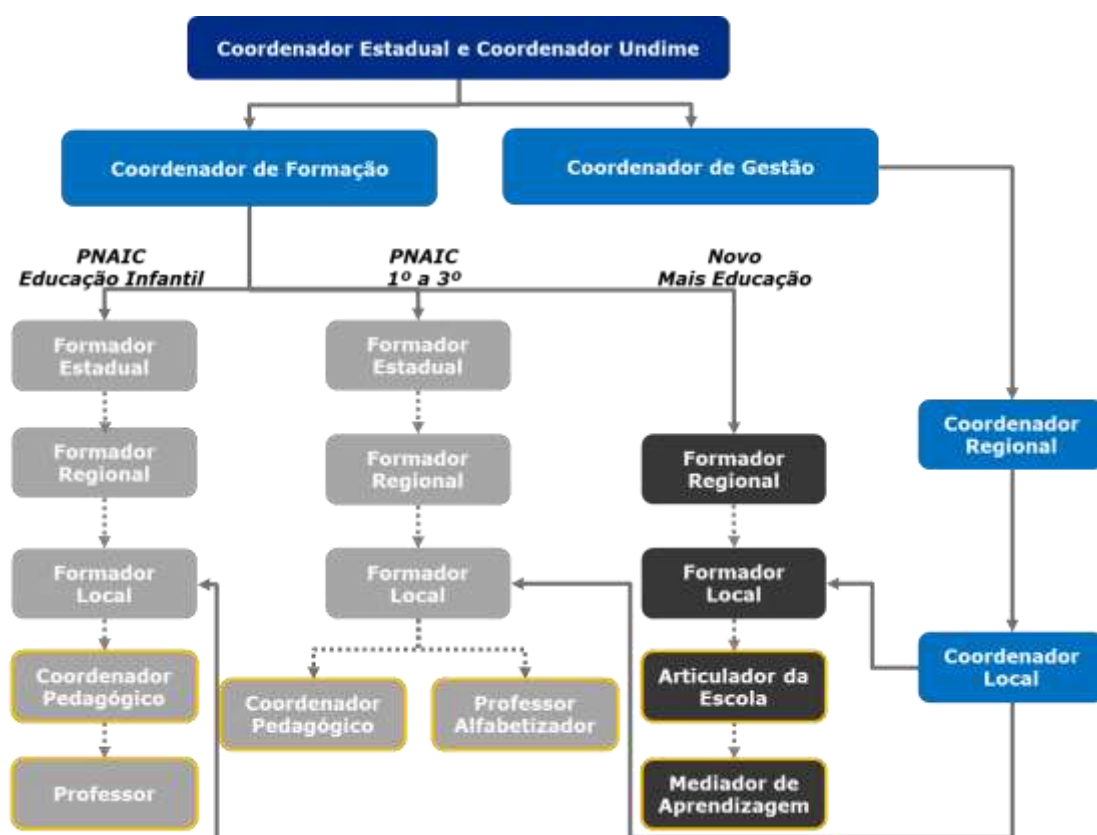 Coordenador Estadual e Coordenador Undime
Coordenador de Formação
Coordenador de Gestão
PNAIC
Educação Infantil
PNAIC
1º a 3º
Novo
Mais Educação
Formador
Estadual
Formador
Estadual
Coordenador
Regional
Formador
Regional
Formador
Regional
Formador
Regional
Formador
Local
Formador
Local
Formador
Local
Coordenador
Local
Coordenador
Pedagógico
Coordenador
Pedagógico
Professor
Alfabetizador
Articulador da
Escola
Professor
Mediador de
Aprendizagem